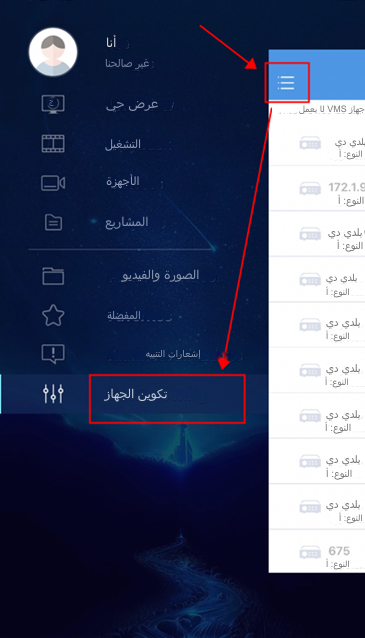 أنا
غير صالحنا
عرض حي
التشغيل
الأجهزة
المشاريع
الصورة والفيديو
المفضلة
إشعارات التنبيه
تكوين الجهاز
جهاز VMS لا يعمل
بلدي دي
النوع: أ
172.1.9
النوع: أ
بلدي دي
النوع: أ
بلدي دي
النوع: أ
بلدي دي
النوع: أ
بلدي دي
النوع: أ
بلدي دي
النوع: أ
بلدي دي
النوع: أ
بلدي دي
النوع: أ
675
النوع: أ